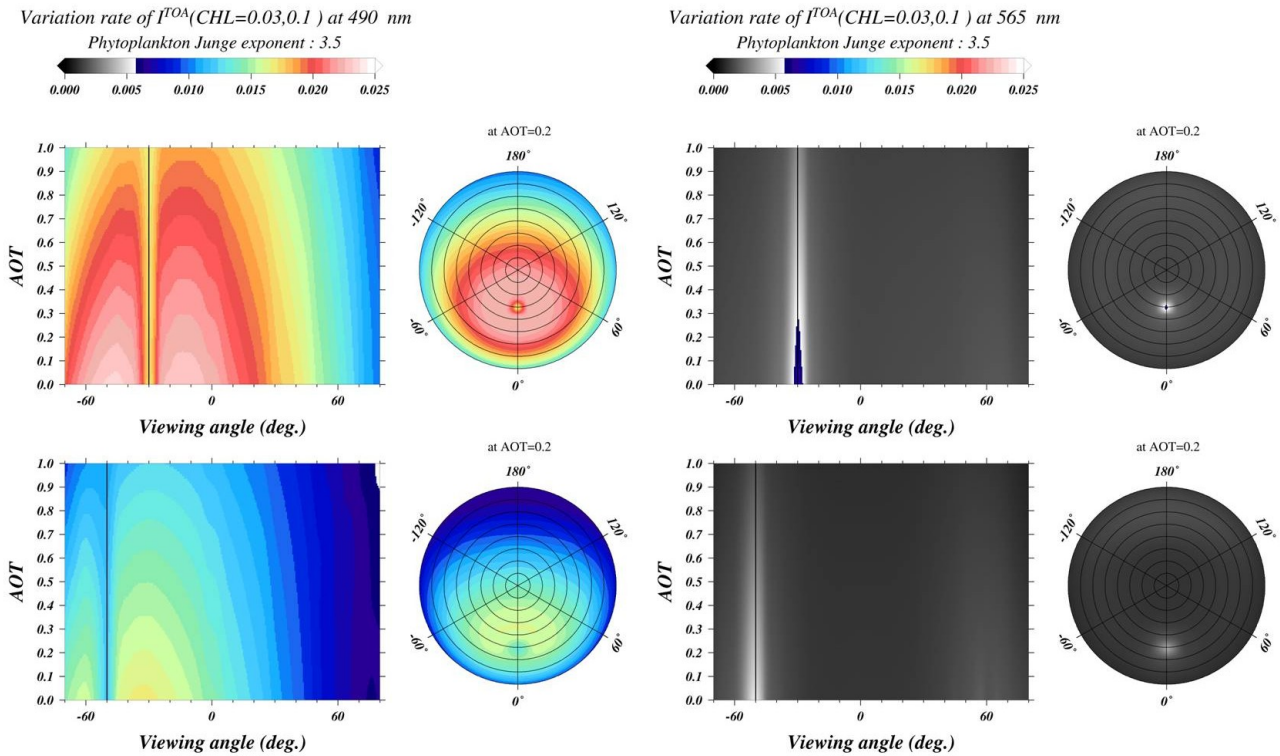 Variation rate of I^TOA(CHL=0.03,0.1 ) at 490 nm
Phytoplankton Junge exponent : 3.5
0.000 0.005 0.010 0.015 0.020 0.025
AOT
1.0
0.9
0.8
0.7
0.6
0.5
0.4
0.3
0.2
0.1
0.0
-60 0 60
Viewing angle (deg.)
at AOT=0.2
180°
-120° 120°
-60° 60°
0°
AOT
1.0
0.9
0.8
0.7
0.6
0.5
0.4
0.3
0.2
0.1
0.0
-60 0 60
Viewing angle (deg.)
at AOT=0.2
180°
-120° 120°
-60° 60°
0°
Variation rate of I^TOA(CHL=0.03,0.1 ) at 565 nm
Phytoplankton Junge exponent : 3.5
0.000 0.005 0.010 0.015 0.020 0.025
AOT
1.0
0.9
0.8
0.7
0.6
0.5
0.4
0.3
0.2
0.1
0.0
-60 0 60
Viewing angle (deg.)
at AOT=0.2
180°
-120° 120°
-60° 60°
0°
AOT
1.0
0.9
0.8
0.7
0.6
0.5
0.4
0.3
0.2
0.1
0.0
-60 0 60
Viewing angle (deg.)
at AOT=0.2
180°
-120° 120°
-60° 60°
0°